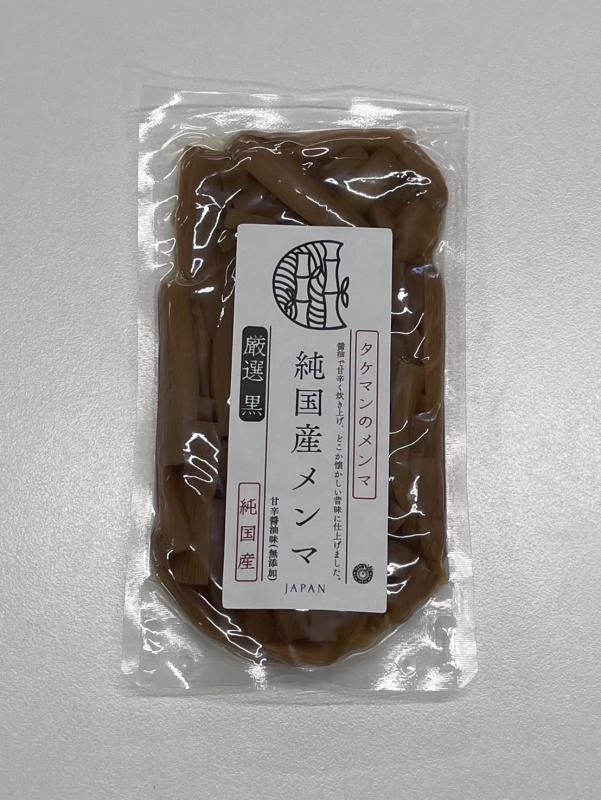 タケマンのメンマ
醤油で甘辛く炊き上げ、どこか懐かしい昔味に仕上げました。
純国産メンマ
厳選 黒
甘辛醤油味(無添加)
純国産
JAPAN